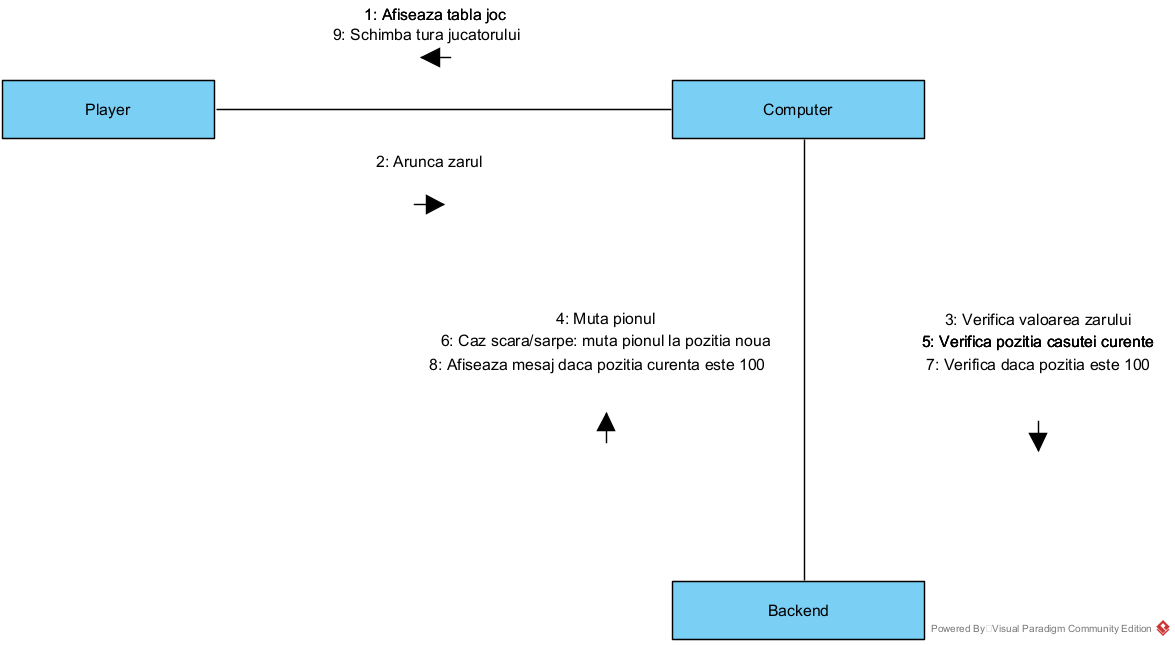 1: Afiseaza tabla joc
9: Schimba tura jucatorului
Player
Computer
2: Arunca zarul
4: Muta pionul
6: Caz scara/sarpe: muta pionul la pozitia noua
8: Afiseaza mesaj daca pozitia curenta este 100
3: Verifica valoarea zarului
5: Verifica pozitia casutei curente
7: Verifica daca pozitia este 100
Backend
Powered By Visual Paradigm Community Edition